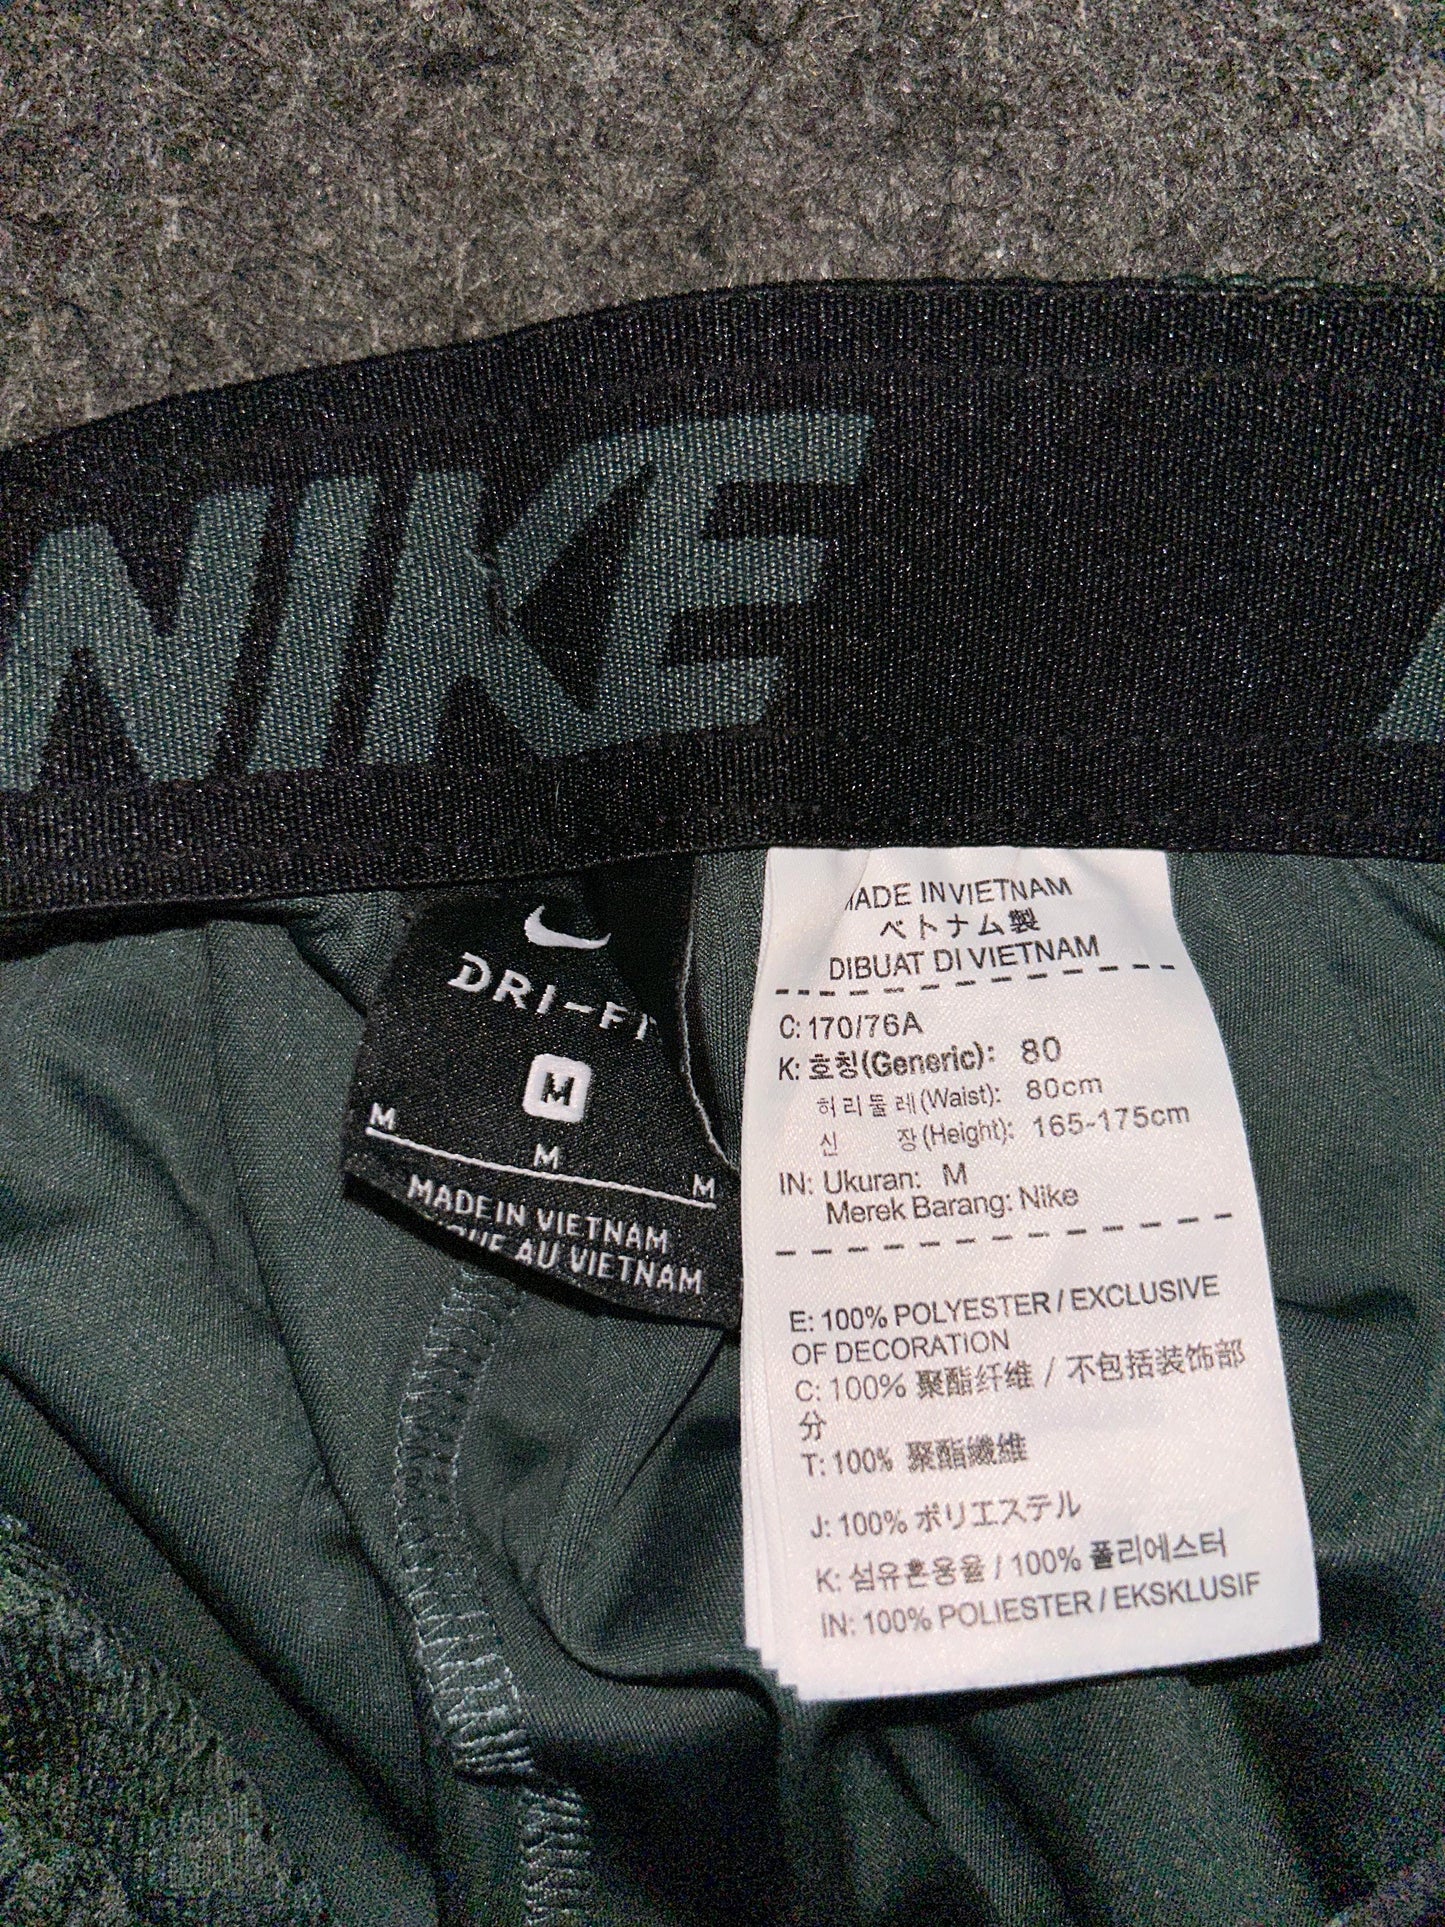 NIKE
DRI-FIT
M
M
M
M
MADE IN VIETNAM
AU VIETNAM
MADE IN VIETNAM
ベトナム製
DIBUAT DI VIETNAM
C: 170/76A
K: 호칭(Generic): 80
허리둘레(Waist): 80cm
신 장(Height): 165-175cm
IN: Ukuran: M
Merek Barang: Nike
E: 100% POLYESTER / EXCLUSIVE
OF DECORATION
C: 100% 聚酯纤维 / 不包括装饰部
分
T: 100% 聚酯纖維
J: 100% ポリエステル
K: 섬유혼용율 / 100% 폴리에스터
IN: 100% POLIESTER / EKSKLUSIF